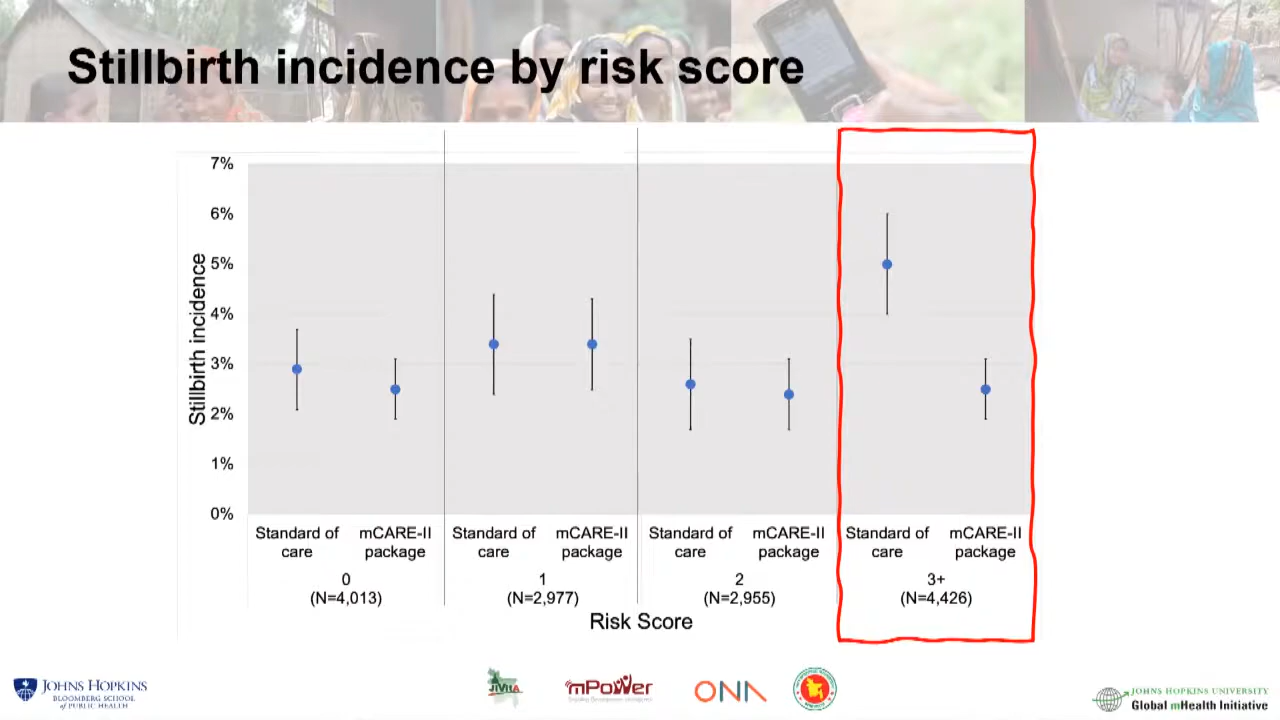 Stillbirth incidence by risk score
7%
6%
5%
4%
3%
2%
1%
0%
Stillbirth incidence
Standard of care
mCARE-II package
Standard of care
mCARE-II package
Standard of care
mCARE-II package
Standard of care
mCARE-II package
0
(N=4,013)
1
(N=2,977)
2
(N=2,955)
3+
(N=4,426)
Risk Score
JOHNS HOPKINS
BLOOMBERG SCHOOL
of PUBLIC HEALTH
JiVitA
mPower
ONA
JOHNS HOPKINS UNIVERSITY
Global mHealth Initiative